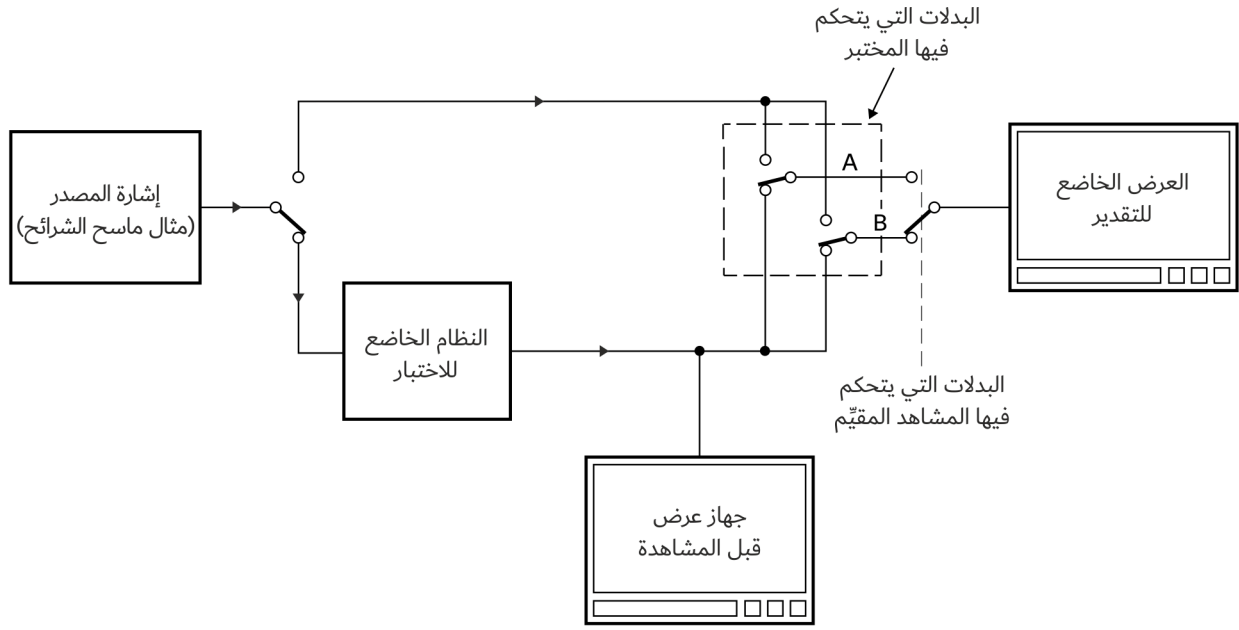 البدلات التي يتحكم
فيها المختبر
إشارة المصدر
(مثال ماسح الشرائح)
A
B
العرض الخاضع
للتقدير
النظام الخاضع
للاختبار
البدلات التي يتحكم
فيها المشاهد المقيِّم
جهاز عرض
قبل المشاهدة